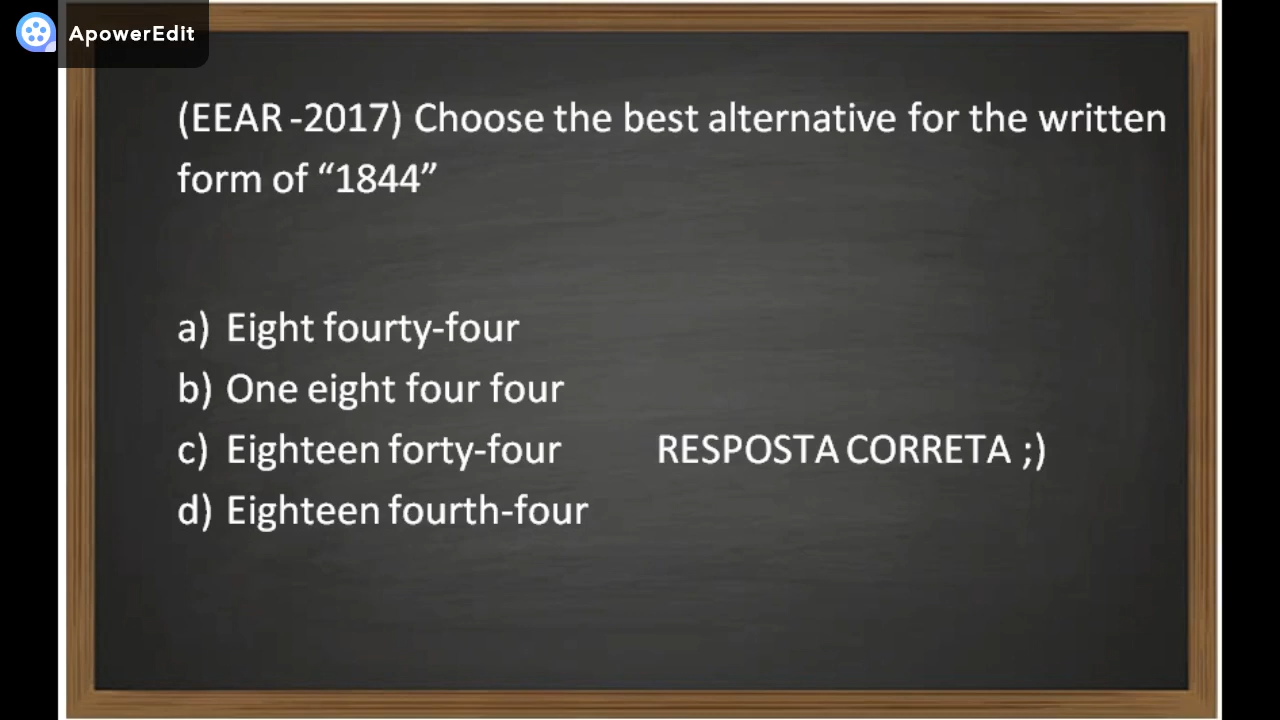 ApowerEdit
(EEAR -2017) Choose the best alternative for the written
form of “1844”
a) Eight fourty-four
b) One eight four four
c) Eighteen forty-four RESPOSTA CORRETA ;)
d) Eighteen fourth-four